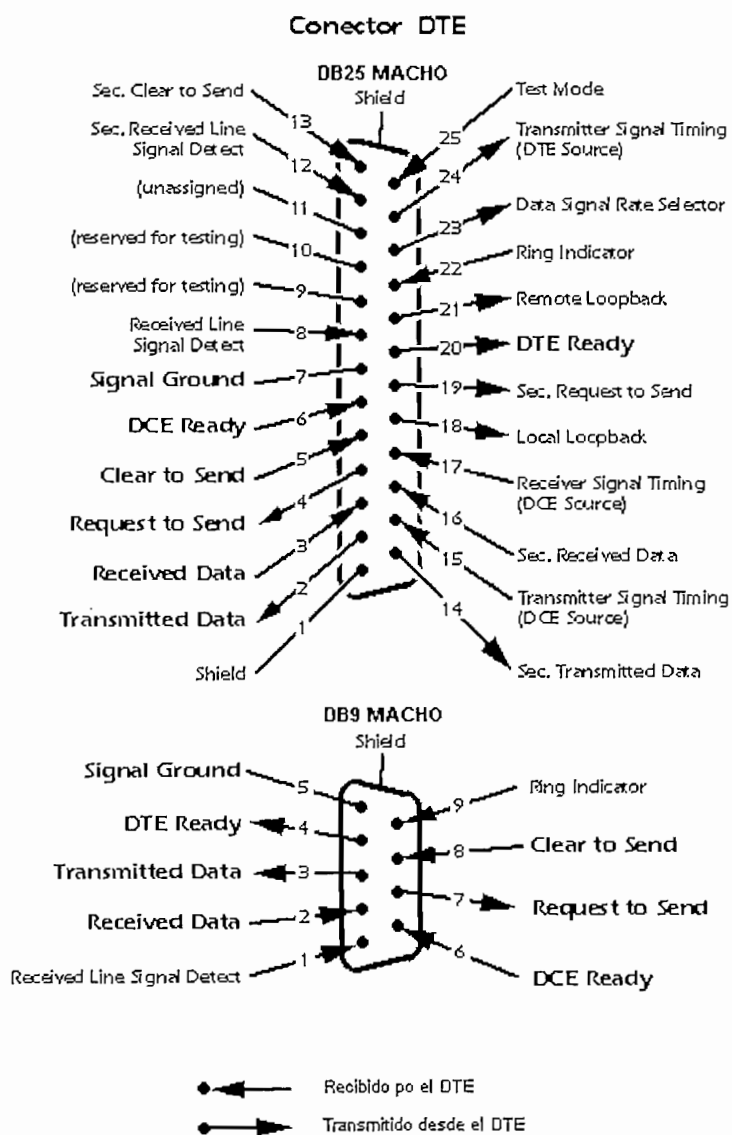 Conector DTE
DB25 MACHO
Shield
Sec. Clear to Send
13
Sec. Received Line
Signal Detect
12
(unassigned)
11
(reserved for testing)
10
(reserved for testing)
9
Received Line
Signal Detect
8
Signal Ground
7
DCE Ready
6
Clear to Send
5
Request to Send
4
Received Data
3
Transmitted Data
2
Shield
1
25
Test Mode
24
Transmitter Signal Timing
(DTE Source)
23
Data Signal Rate Selector
22
Ring Indicator
21
Remote Loopback
20
DTE Ready
19
Sec. Request to Send
18
Local Loopback
17
Receiver Signal Timing
(DCE Source)
16
Sec. Received Data
15
Transmitter Signal Timing
(DCE Source)
14
Sec. Transmitted Data
DB9 MACHO
Shield
Signal Ground
5
DTE Ready
4
Transmitted Data
3
Received Data
2
Received Line Signal Detect
1
9
Ring Indicator
8
Clear to Send
7
Request to Send
6
DCE Ready
Recibido po el DTE
Transmitido desde el DTE